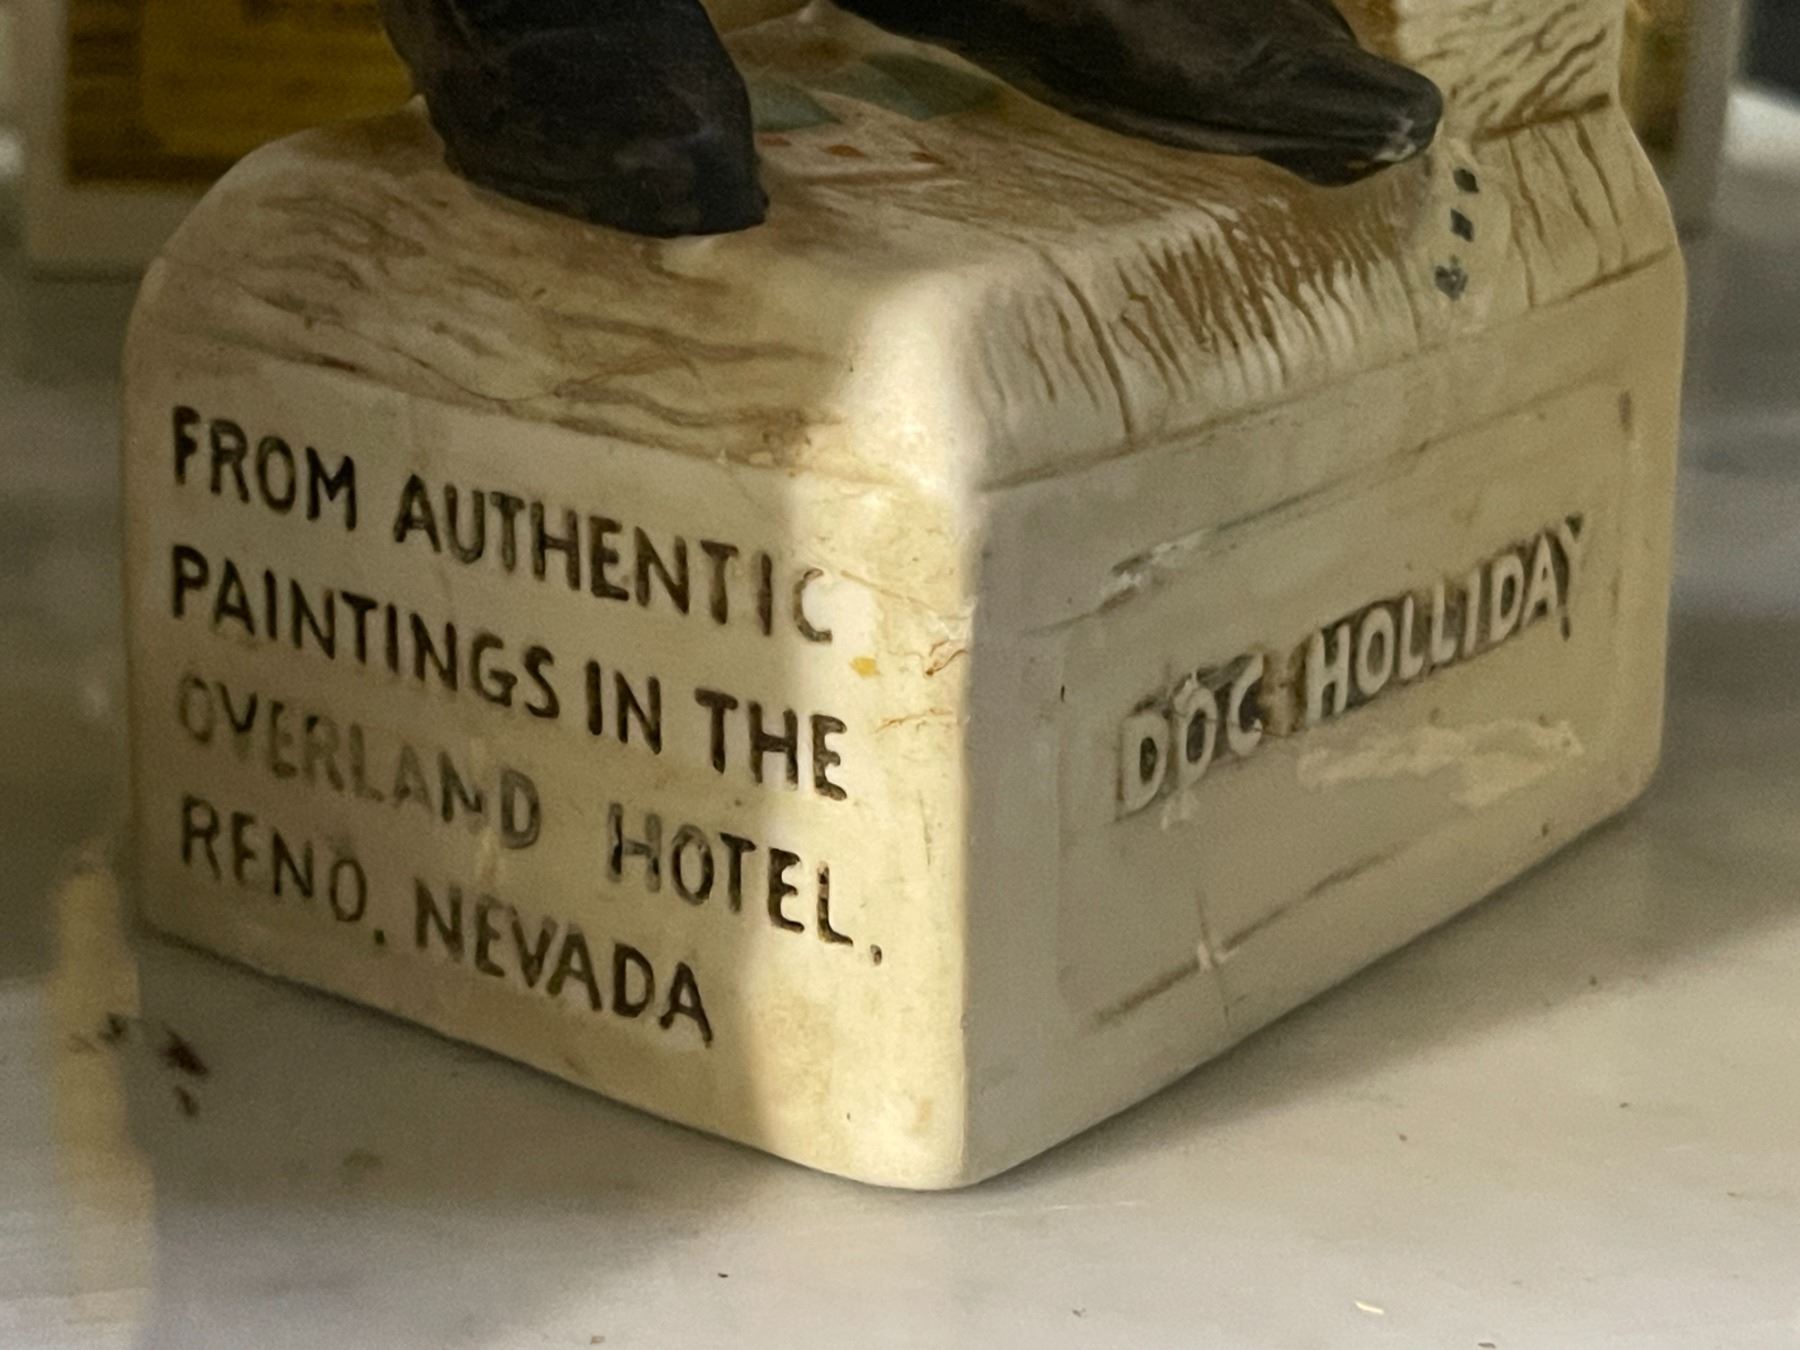 FROM AUTHENTIC
PAINTINGS IN THE
OVERLAND HOTEL,
RENO, NEVADA
DOC HOLLIDAY